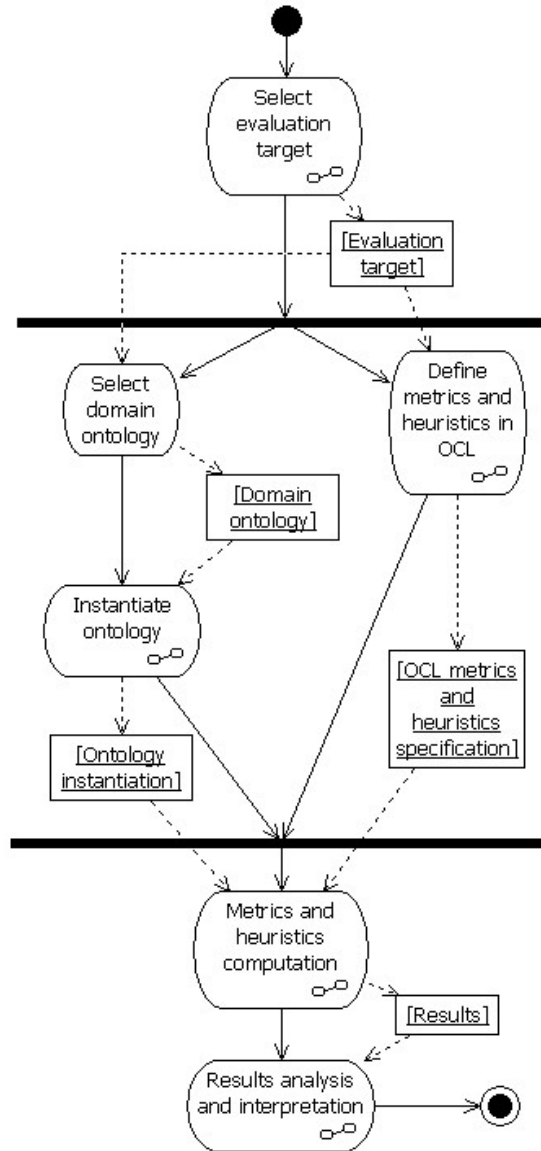 Select
evaluation
target
[Evaluation
target]
Select
domain
ontology
Define
metrics and
heuristics in
OCL
[Domain
ontology]
Instantiate
ontology
[OCL metrics
and
heuristics
specification]
[Ontology
instantiation]
Metrics and
heuristics
computation
[Results]
Results analysis
and interpretation